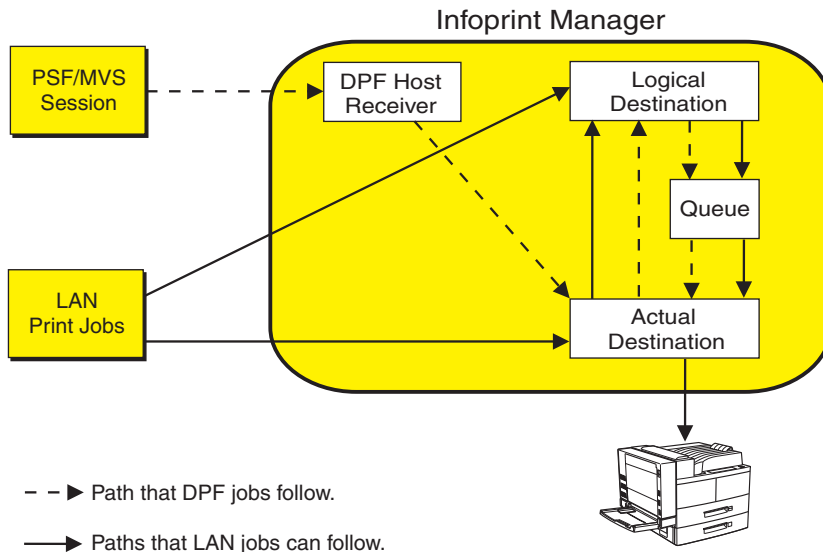 Infoprint Manager
PSF/MVS
Session
DPF Host
Receiver
Logical
Destination
Queue
LAN
Print Jobs
Actual
Destination
Path that DPF jobs follow.
Paths that LAN jobs can follow.